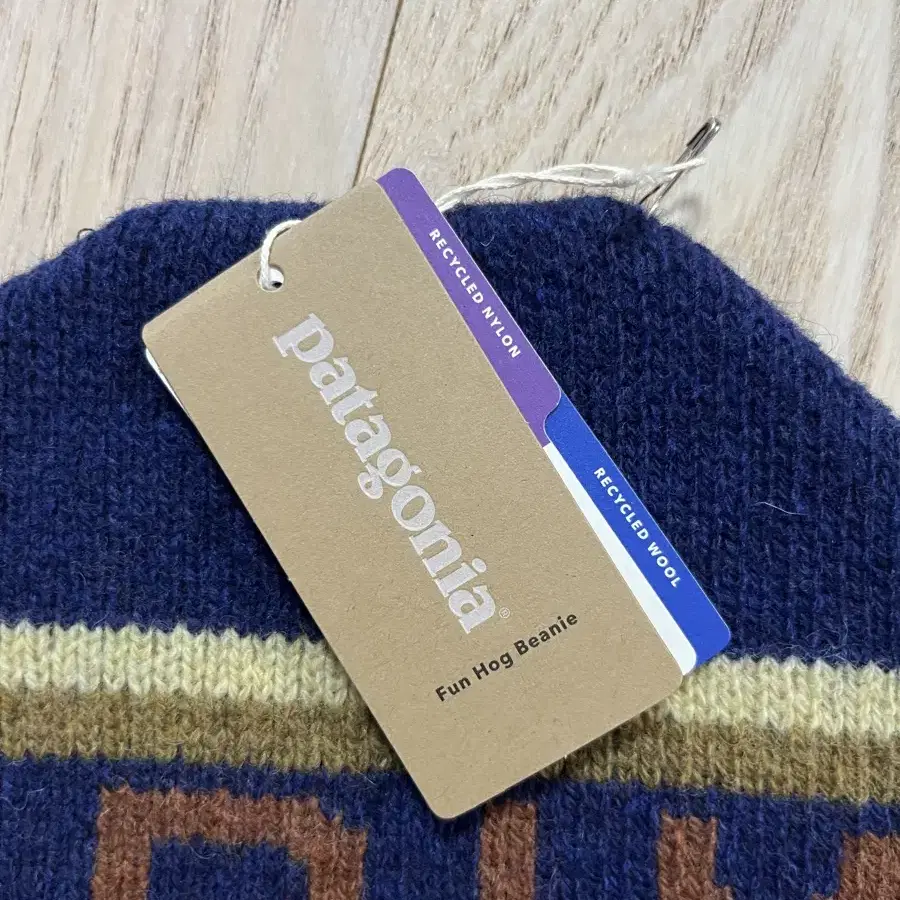 patagonia®
Fun Hog Beanie
RECYCLED NYLON
RECYCLED WOOL